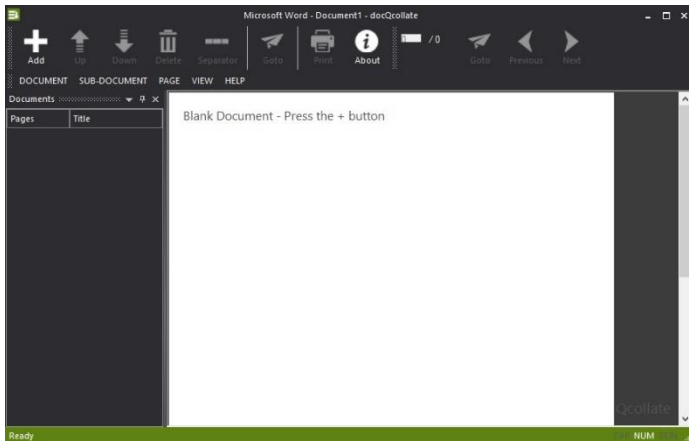 Microsoft Word - Document1 - docQcollate
1 / 0
Add Up Down Delete Separator Goto Print About Goto Previous Next
DOCUMENT SUB-DOCUMENT PAGE VIEW HELP
Documents
Pages Title
Blank Document - Press the + button
Qcollate
Ready NUM